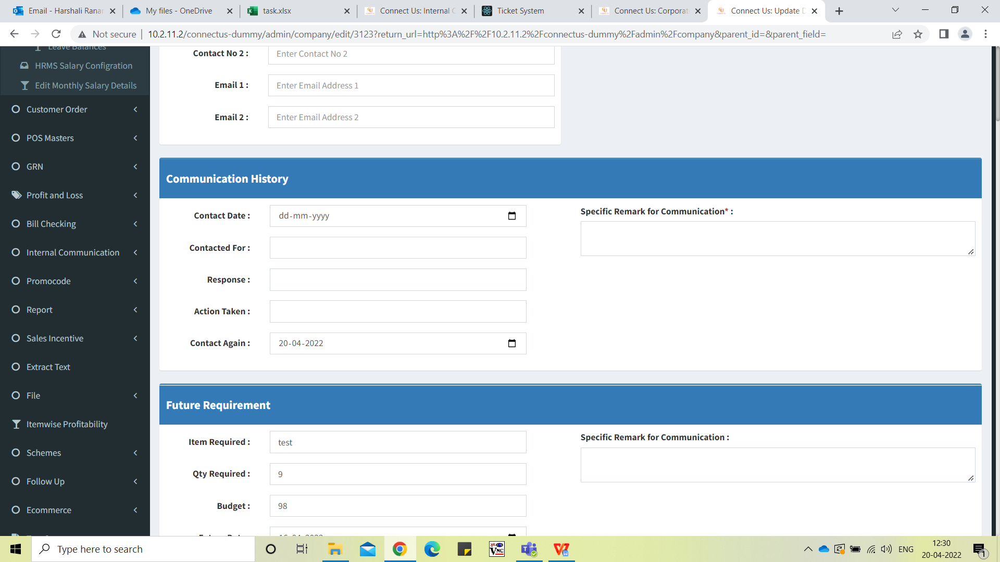 Email - Harshali Ranar
My files - OneDrive
task.xlsx
Connect Us: Internal C
Ticket System
Connect Us: Corporat
Connect Us: Update D
Not secure
10.2.11.2/connectus-dummy/admin/company/edit/3123?return_url=http%3A%2F%2F10.2.11.2%2Fconnectus-dummy%2Fadmin%2Fcompany&parent_id=&parent_field=
Leave Balances
HRMS Salary Configration
Edit Monthly Salary Details
Customer Order
POS Masters
GRN
Profit and Loss
Bill Checking
Internal Communication
Promocode
Report
Sales Incentive
Extract Text
File
Itemwise Profitability
Schemes
Follow Up
Ecommerce
Contact No 2 :
Enter Contact No 2
Email 1 :
Enter Email Address 1
Email 2 :
Enter Email Address 2
Communication History
Contact Date :
dd-mm-yyyy
Contacted For :
Response :
Action Taken :
Contact Again :
20-04-2022
Specific Remark for Communication* :
Future Requirement
Item Required :
test
Qty Required :
9
Budget :
98
Specific Remark for Communication :
Type here to search
ENG
12:30
20-04-2022
1